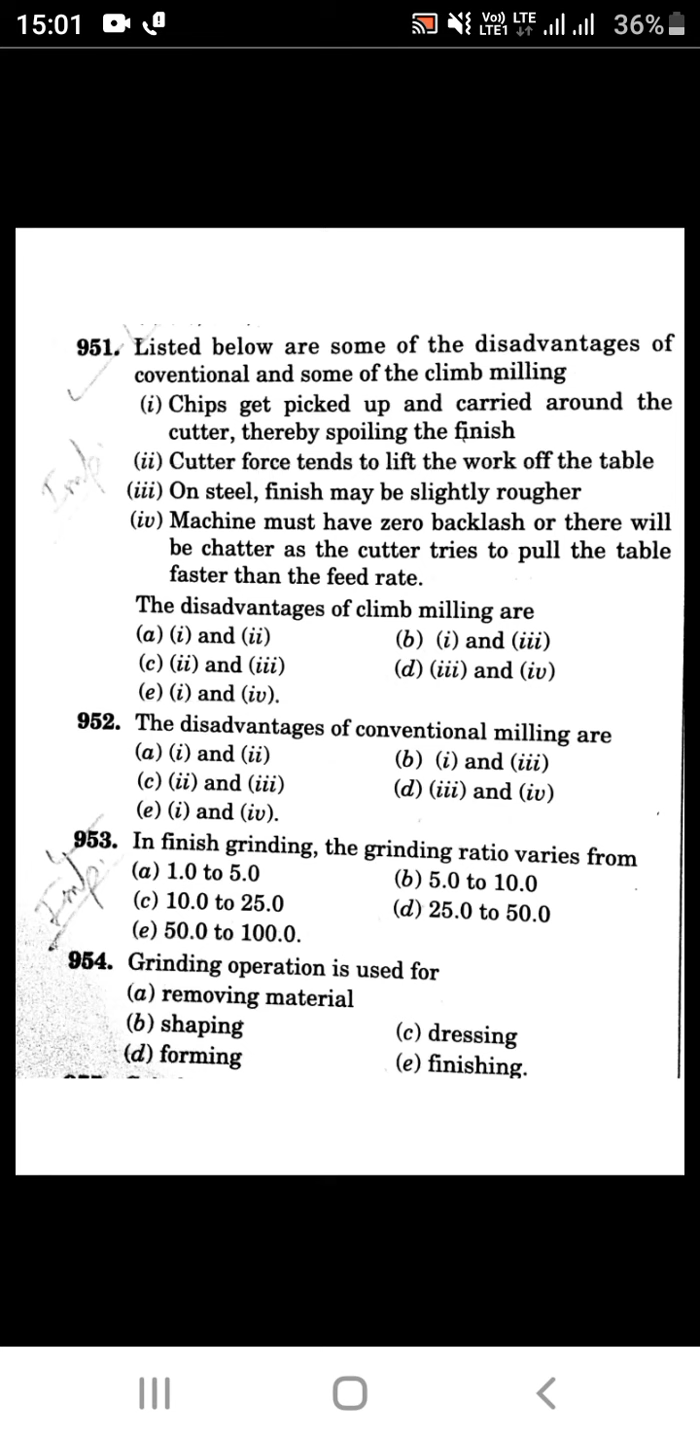 15:01
Vo)) LTE
LTE1
36%
951. Listed below are some of the disadvantages of
coventional and some of the climb milling
(i) Chips get picked up and carried around the
cutter, thereby spoiling the finish
(ii) Cutter force tends to lift the work off the table
(iii) On steel, finish may be slightly rougher
(iv) Machine must have zero backlash or there will
be chatter as the cutter tries to pull the table
faster than the feed rate.
The disadvantages of climb milling are
(a) (i) and (ii) (b) (i) and (iii)
(c) (ii) and (iii) (d) (iii) and (iv)
(e) (i) and (iv).
952. The disadvantages of conventional milling are
(a) (i) and (ii) (b) (i) and (iii)
(c) (ii) and (iii) (d) (iii) and (iv)
(e) (i) and (iv).
953. In finish grinding, the grinding ratio varies from
(a) 1.0 to 5.0 (b) 5.0 to 10.0
(c) 10.0 to 25.0 (d) 25.0 to 50.0
(e) 50.0 to 100.0.
954. Grinding operation is used for
(a) removing material
(b) shaping (c) dressing
(d) forming (e) finishing.
Imp
Imp